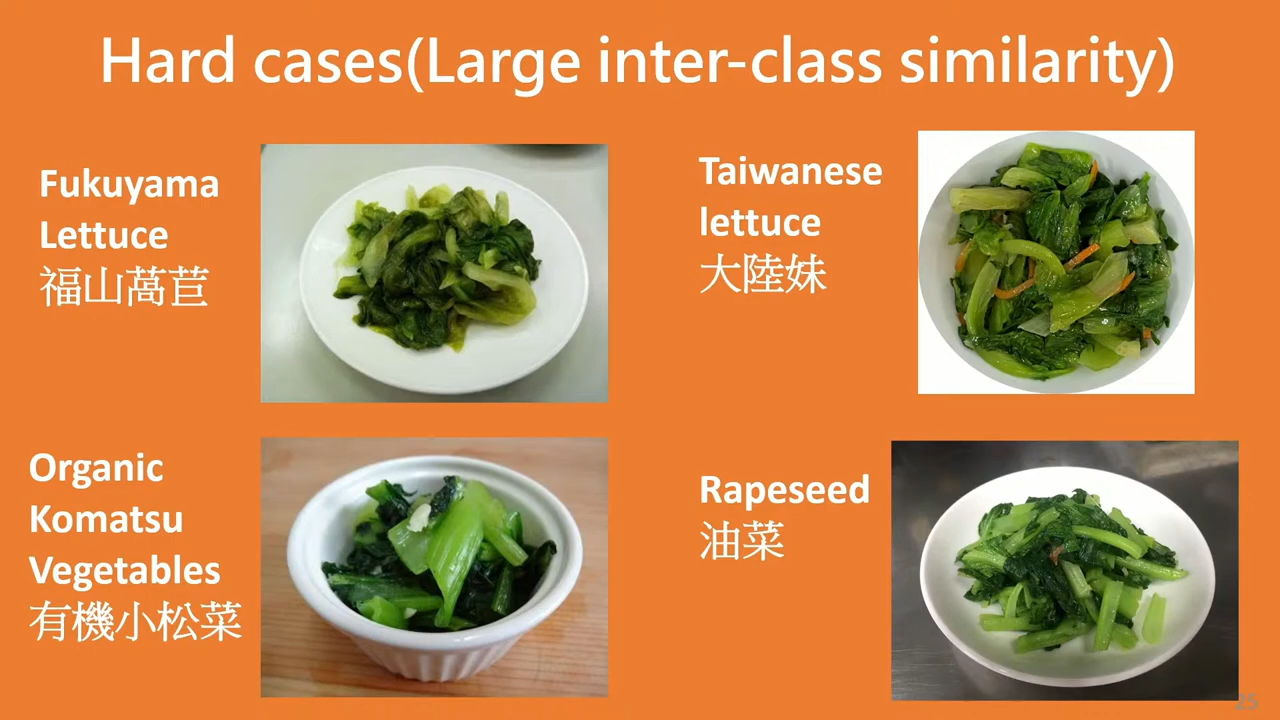 Hard cases(Large inter-class similarity)
Fukuyama
Lettuce
福山萵苣
Taiwanese
lettuce
大陸妹
Organic
Komatsu
Vegetables
有機小松菜
Rapeseed
油菜
25